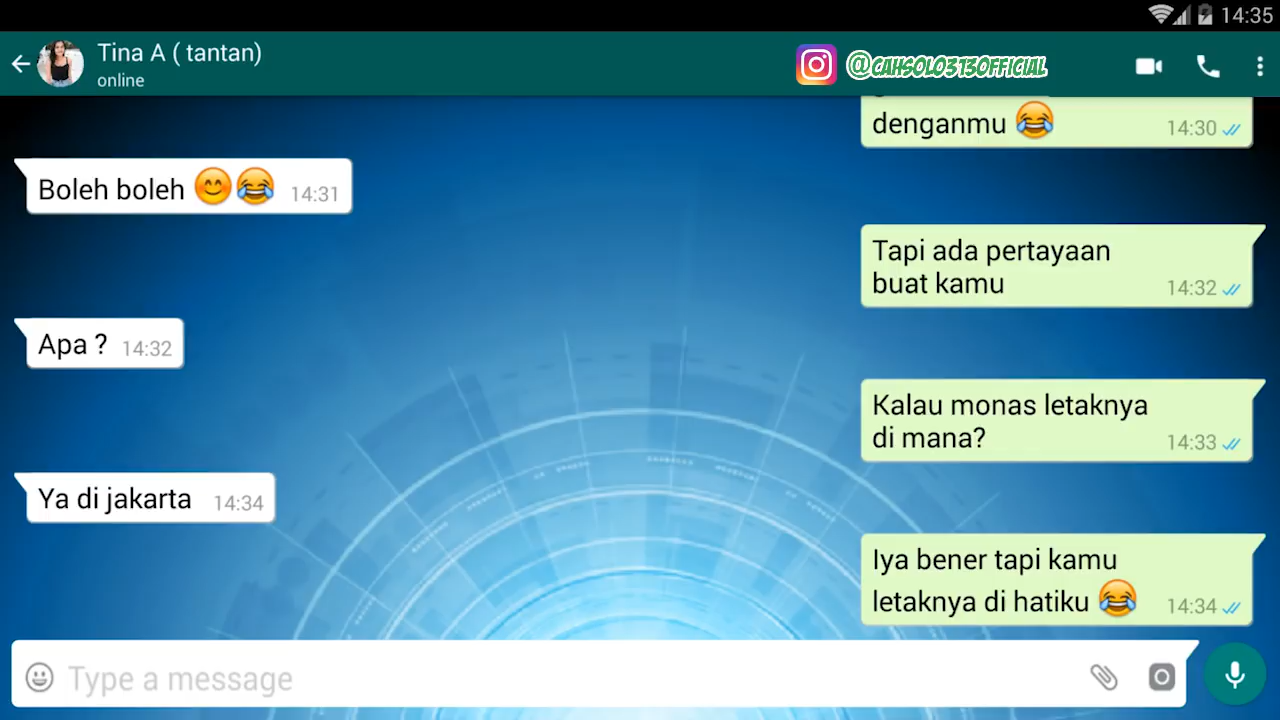 14:35
Tina A ( tantan)
online
@CAHSOLO313OFFICIAL
denganmu 😂 14:30
Boleh boleh 😊😂 14:31
Tapi ada pertayaan
buat kamu 14:32
Apa ? 14:32
Kalau monas letaknya
di mana? 14:33
Ya di jakarta 14:34
Iya bener tapi kamu
letaknya di hatiku 😂 14:34
Type a message